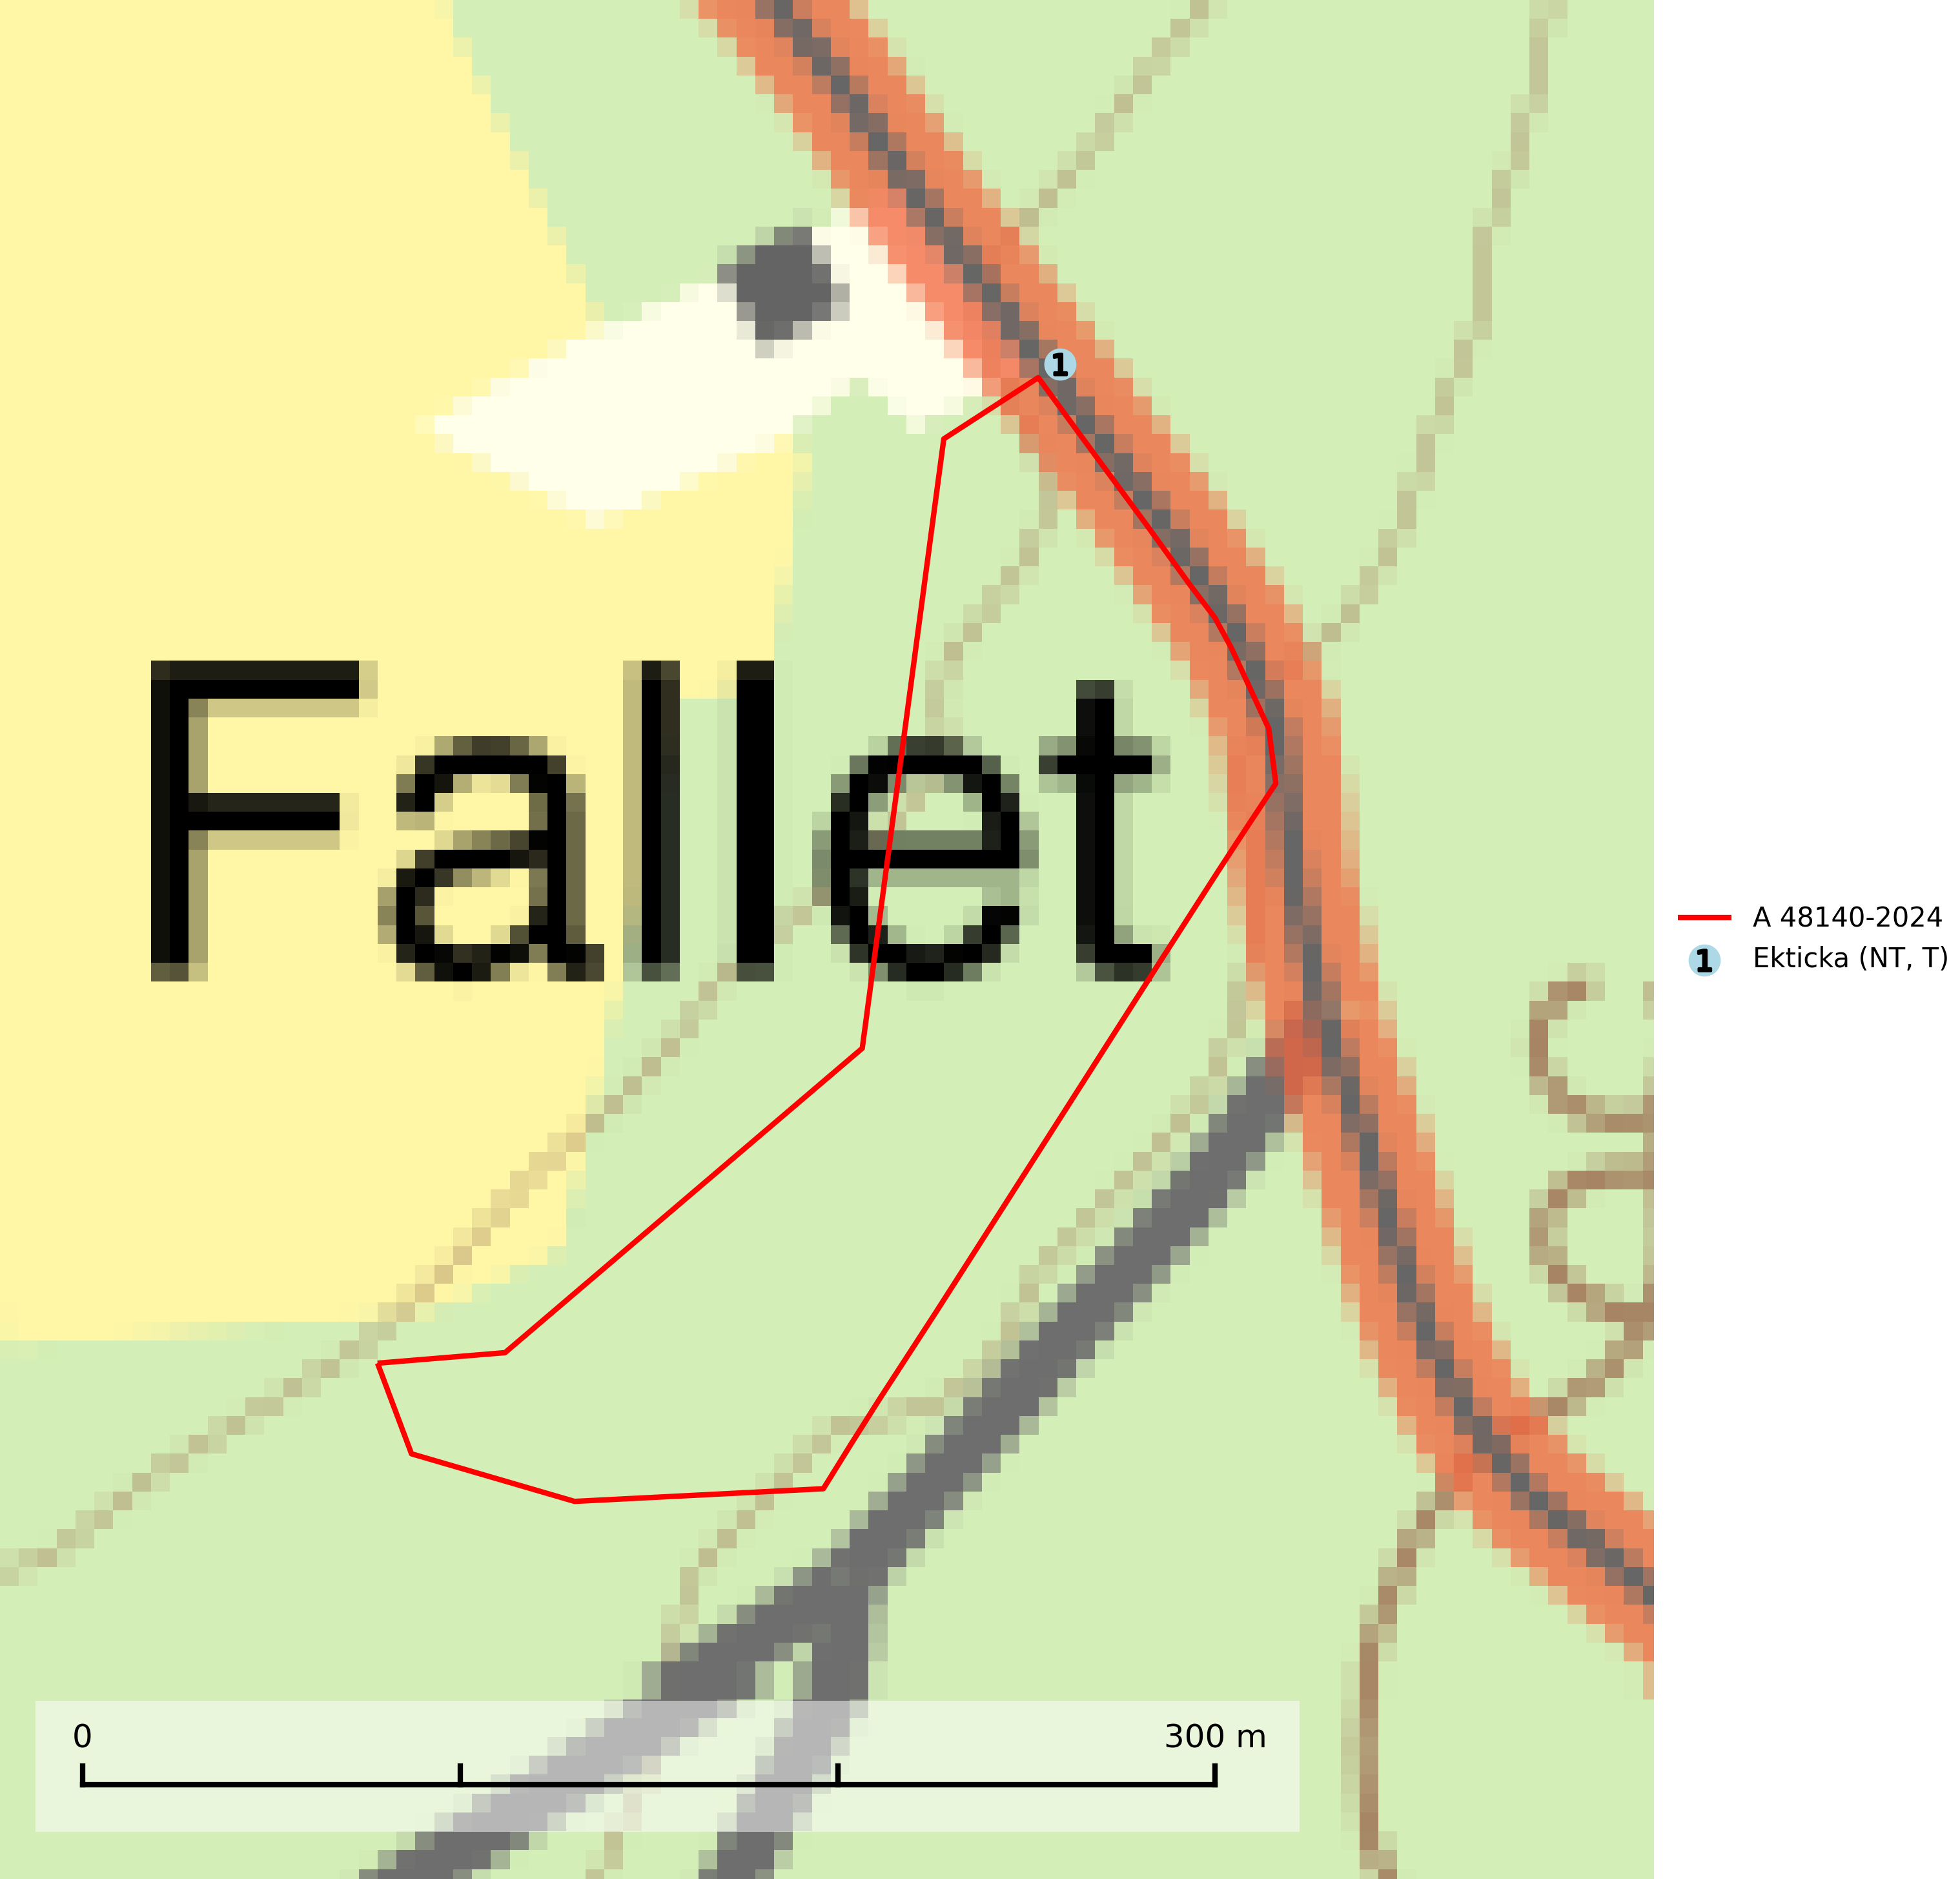 1
Fallet
A 48140-2024
1 Ekticka (NT, T)
0 300 m